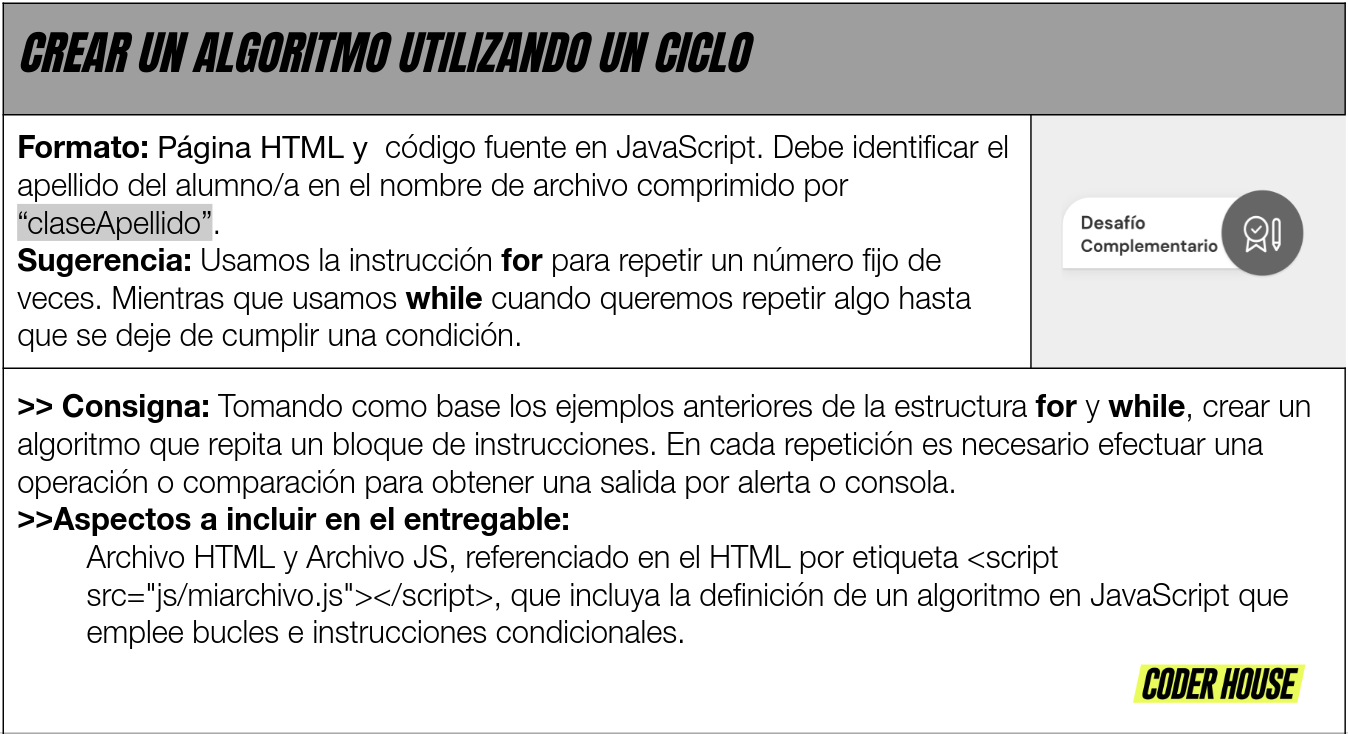 CREAR UN ALGORITMO UTILIZANDO UN CICLO
Formato: Página HTML y código fuente en JavaScript. Debe identificar el
apellido del alumno/a en el nombre de archivo comprimido por
“claseApellido”.
Sugerencia: Usamos la instrucción for para repetir un número fijo de
veces. Mientras que usamos while cuando queremos repetir algo hasta
que se deje de cumplir una condición.
Desafío
Complementario
>> Consigna: Tomando como base los ejemplos anteriores de la estructura for y while, crear un
algoritmo que repita un bloque de instrucciones. En cada repetición es necesario efectuar una
operación o comparación para obtener una salida por alerta o consola.
>>Aspectos a incluir en el entregable:
Archivo HTML y Archivo JS, referenciado en el HTML por etiqueta <script
src="js/miarchivo.js"></script>, que incluya la definición de un algoritmo en JavaScript que
emplee bucles e instrucciones condicionales.
CODER HOUSE